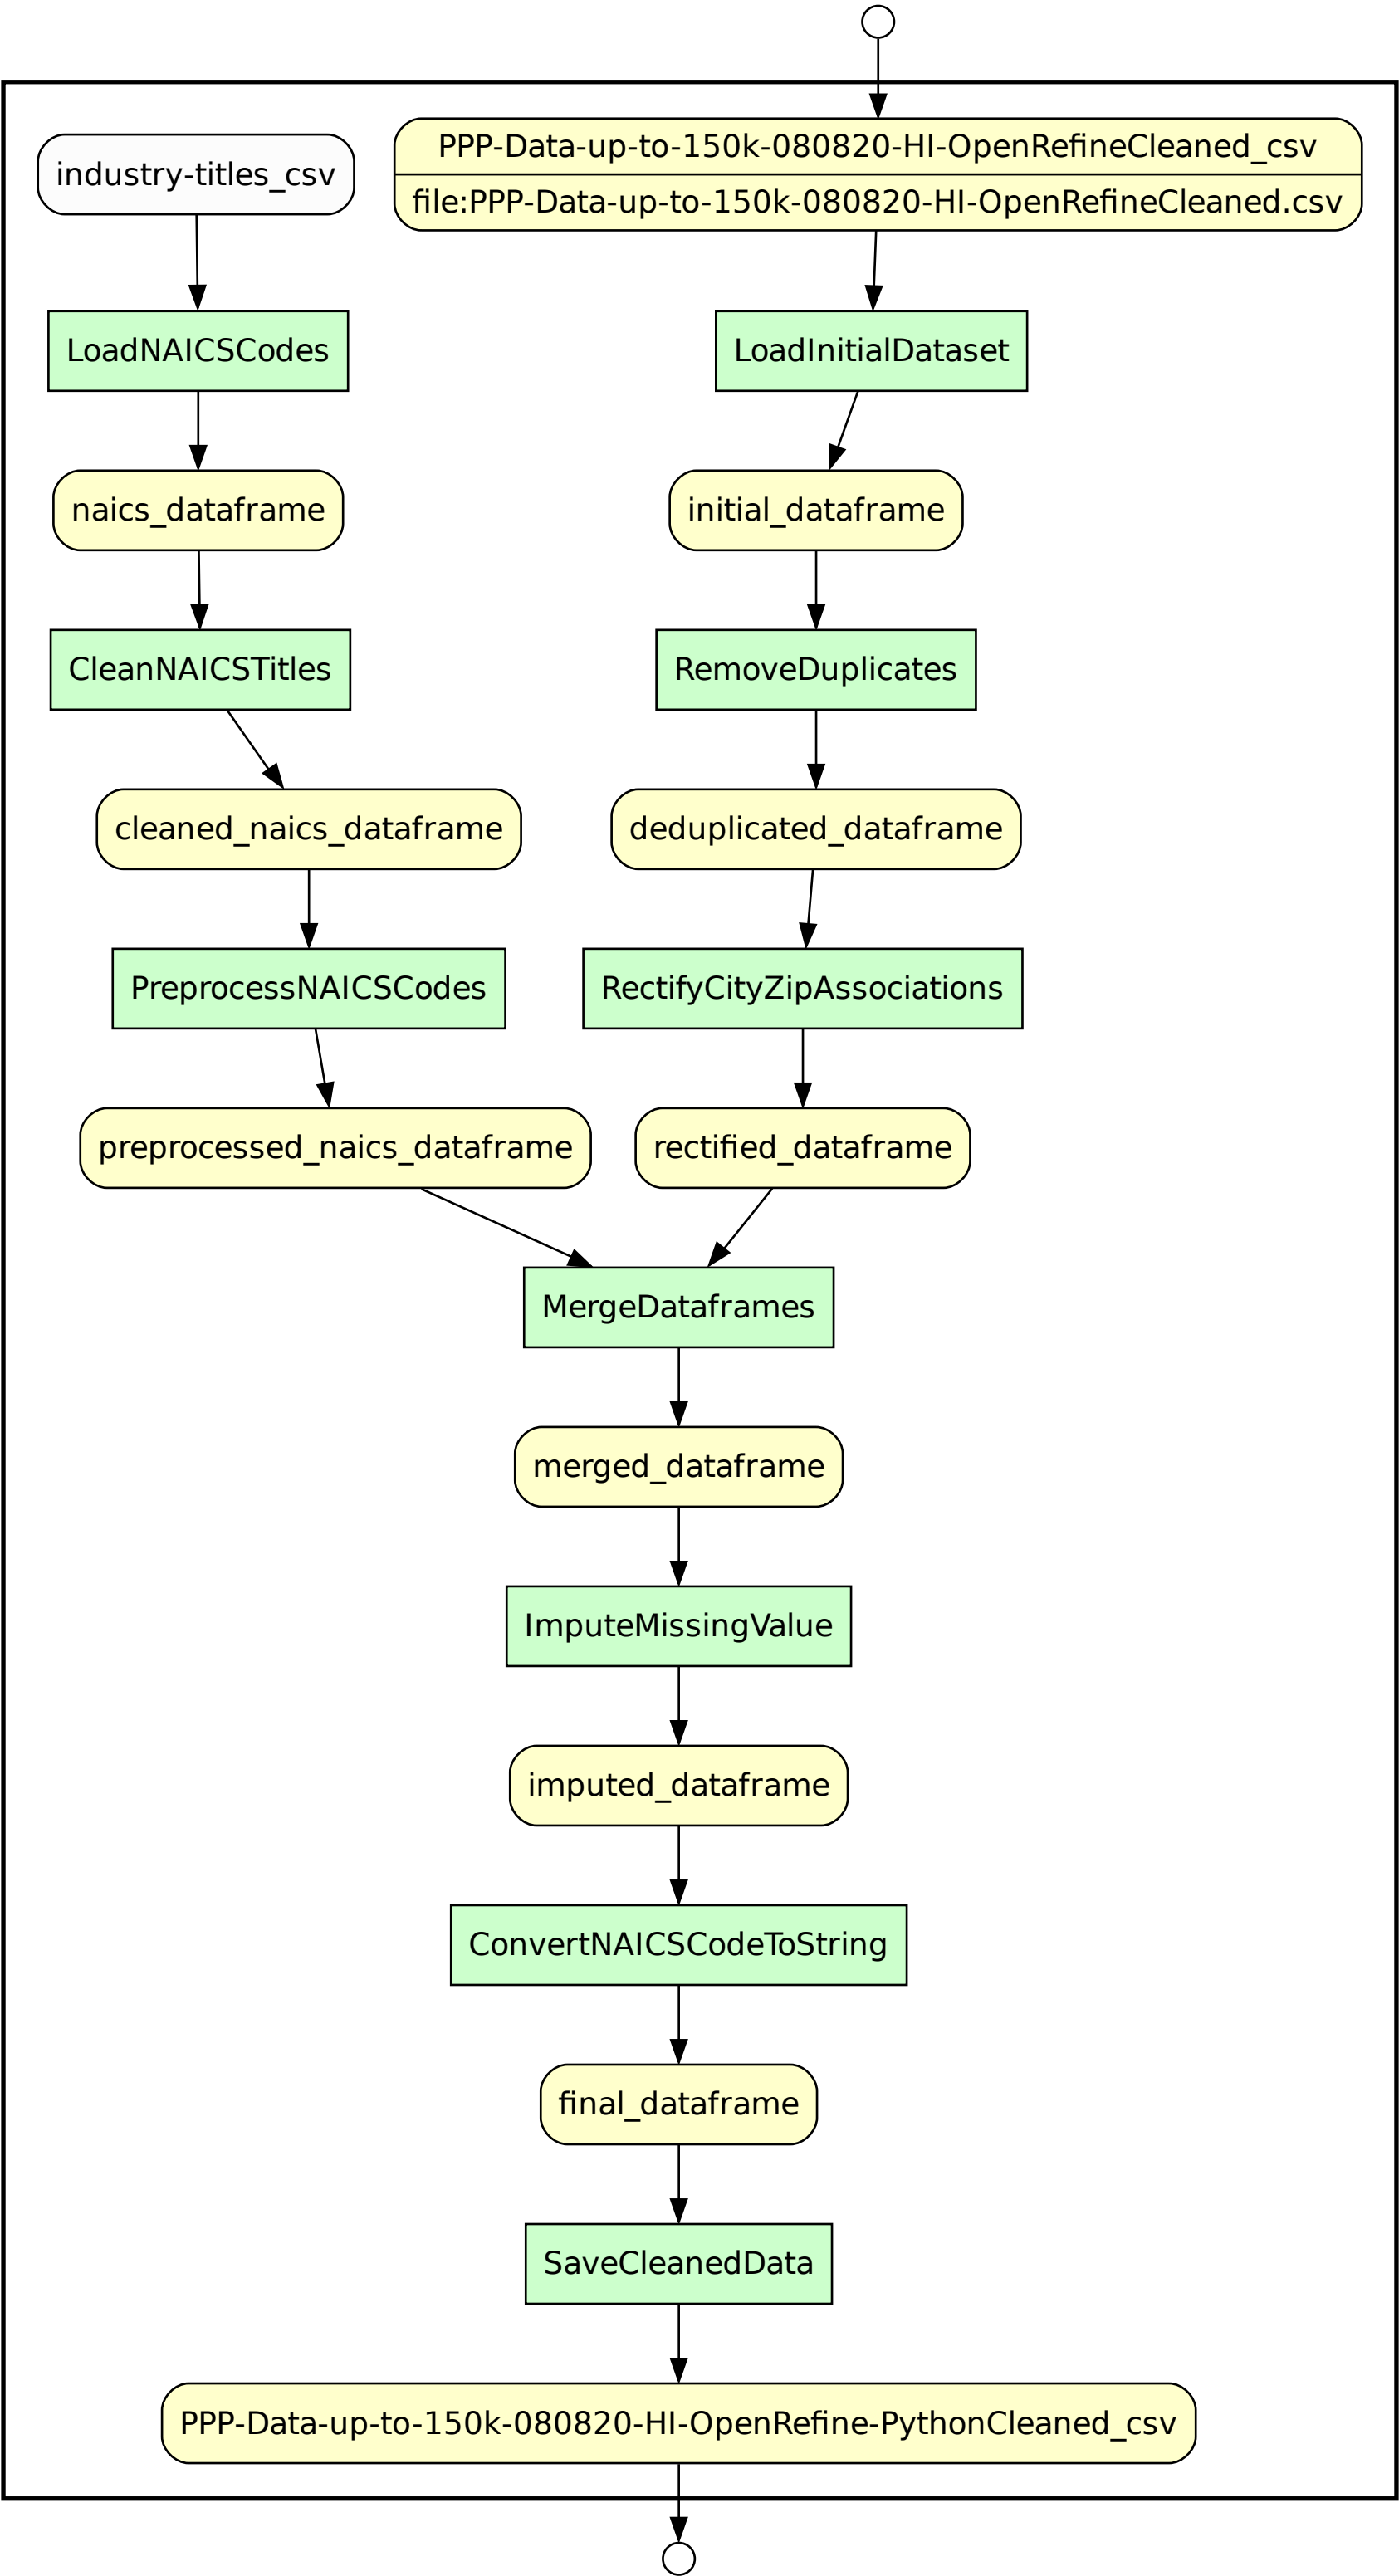 PPP-Data-up-to-150k-080820-HI-OpenRefineCleaned_csv
industry-titles_csv
file:PPP-Data-up-to-150k-080820-HI-OpenRefineCleaned.csv
LoadNAICSCodes
LoadInitialDataset
naics_dataframe
initial_dataframe
CleanNAICSTitles
RemoveDuplicates
cleaned_naics_dataframe
deduplicated_dataframe
PreprocessNAICSCodes
RectifyCityZipAssociations
preprocessed_naics_dataframe
rectified_dataframe
MergeDataframes
merged_dataframe
ImputeMissingValue
imputed_dataframe
ConvertNAICSCodeToString
final_dataframe
SaveCleanedData
PPP-Data-up-to-150k-080820-HI-OpenRefine-PythonCleaned_csv